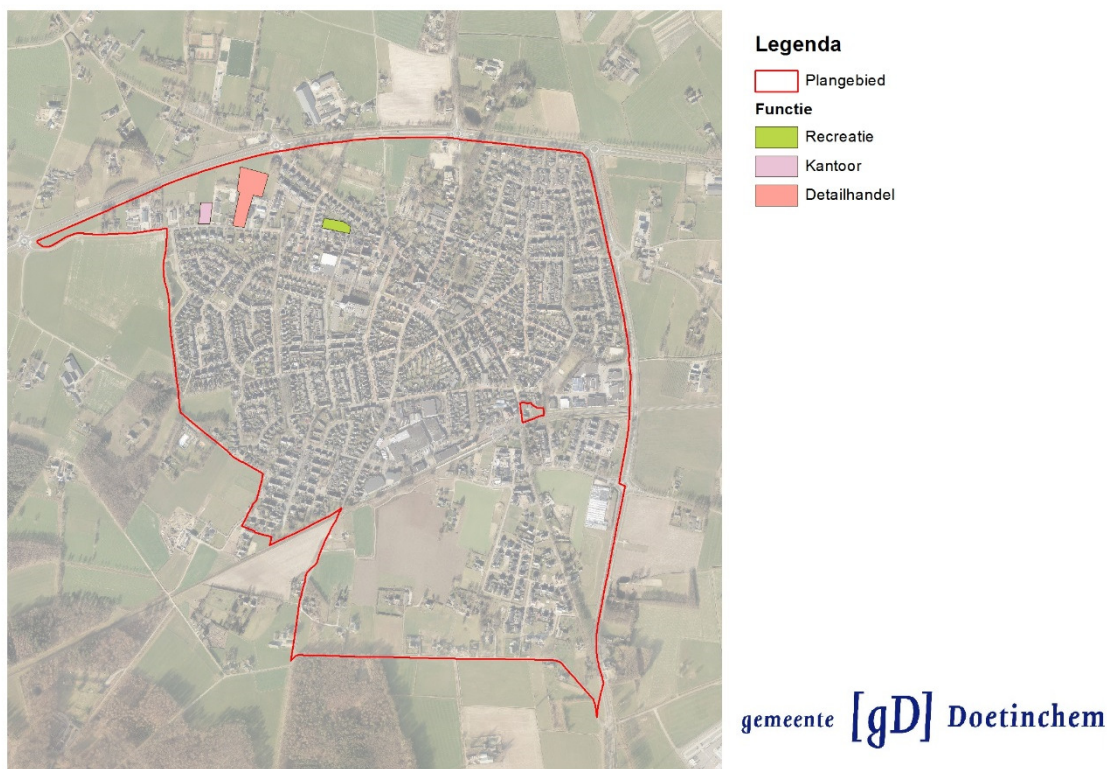 Legenda
Plangebied
Functie
Recreatie
Kantoor
Detailhandel
gemeente [gD] Doetinchem